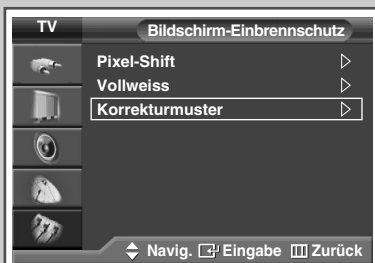 TV
Bildschirm-Einbrennschutz
Pixel-Shift
Vollweiss
Korrekturmuster
Navig. Eingabe Zurück